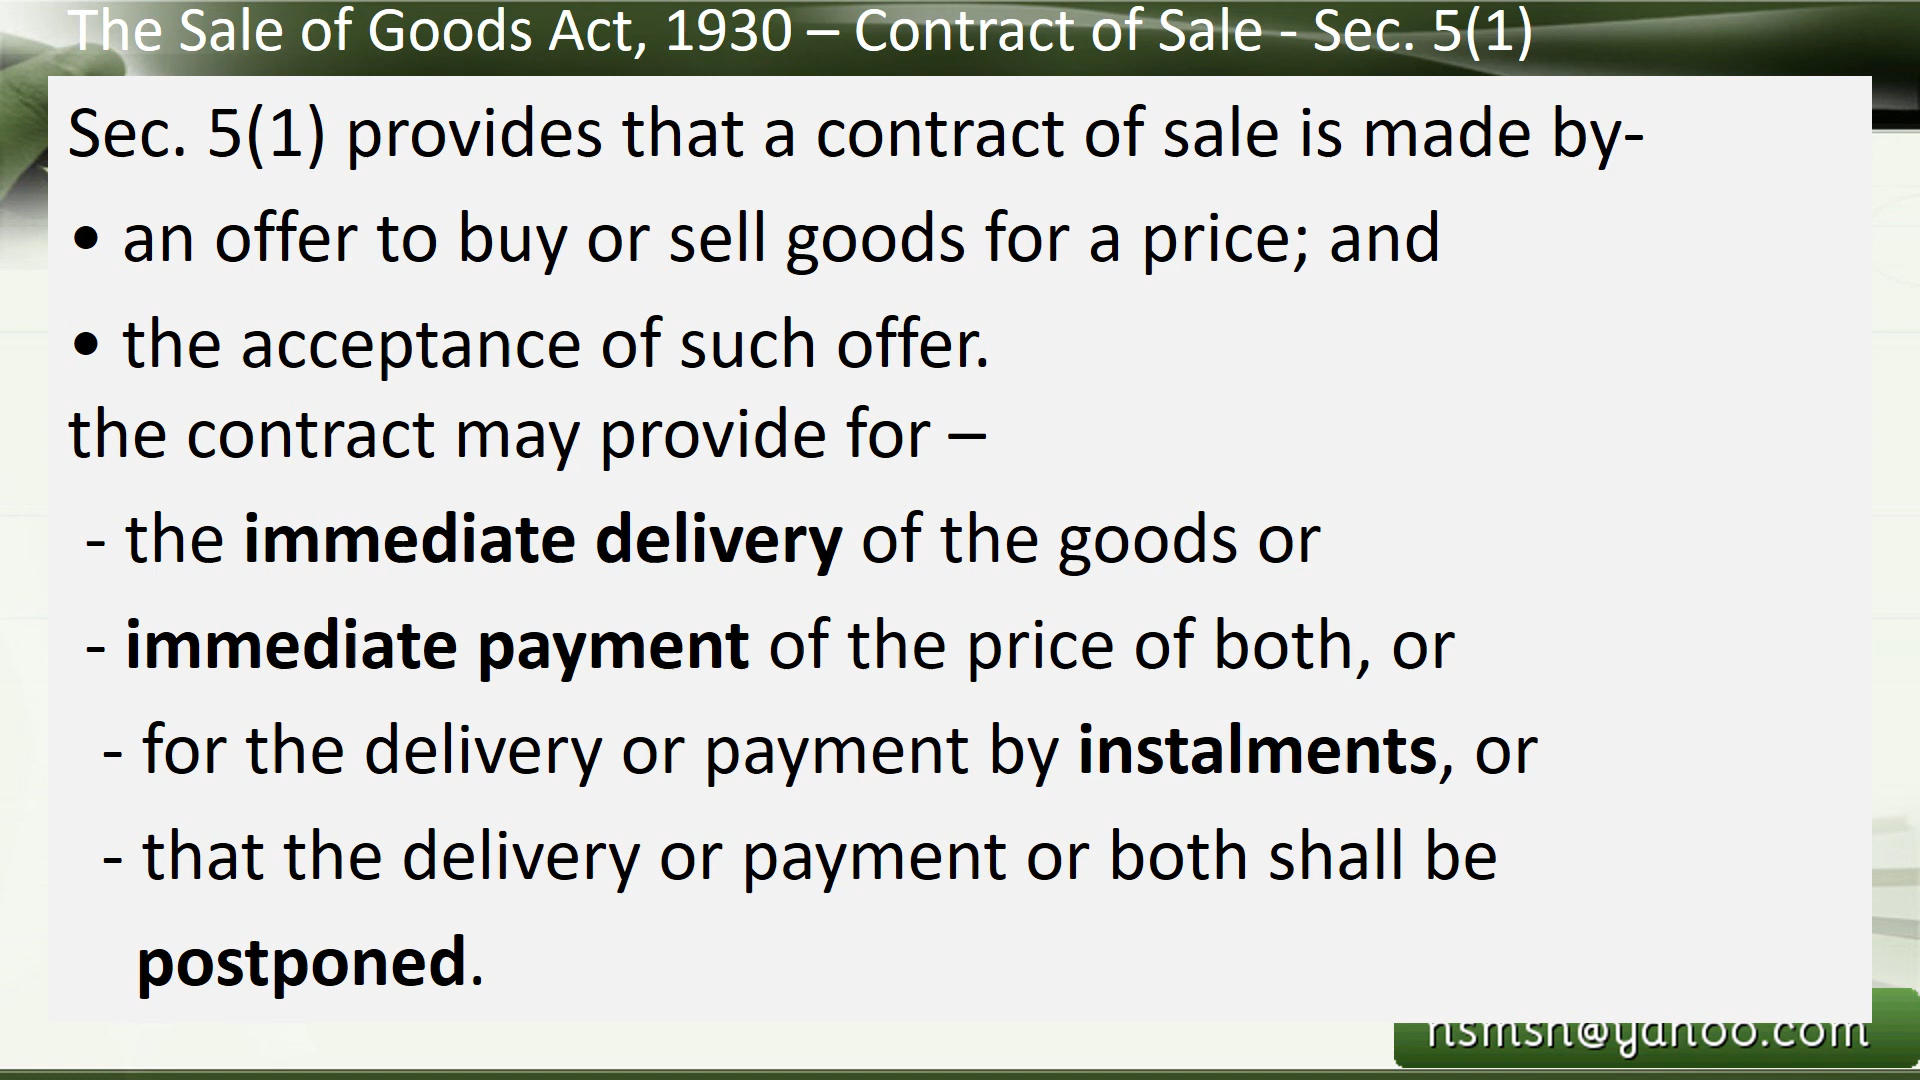 The Sale of Goods Act, 1930 – Contract of Sale - Sec. 5(1)
Sec. 5(1) provides that a contract of sale is made by-
• an offer to buy or sell goods for a price; and
• the acceptance of such offer.
the contract may provide for –
- the immediate delivery of the goods or
- immediate payment of the price of both, or
- for the delivery or payment by instalments, or
- that the delivery or payment or both shall be
postponed.